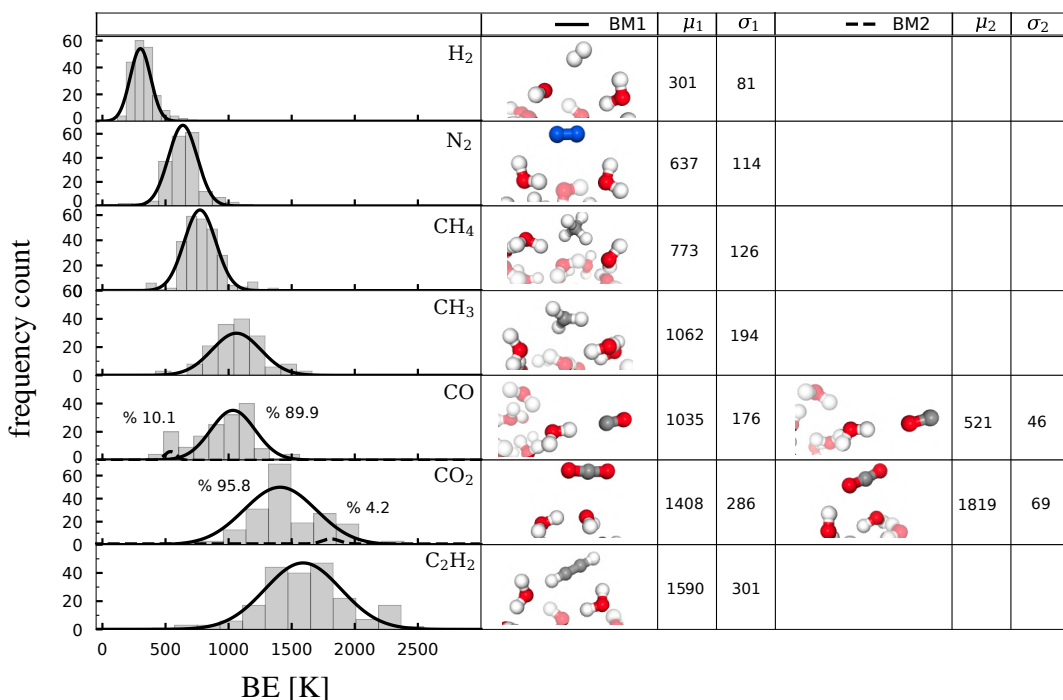 BM1 μ₁ σ₁ BM2 μ₂ σ₂
60 40 20 0 H₂ 301 81
60 40 20 0 N₂ 637 114
60 40 20 0 CH₄ 773 126
60 40 20 0 CH₃ 1062 194
60 40 20 0 % 10.1 % 89.9 CO 1035 176 521 46
60 40 20 0 % 95.8 % 4.2 CO₂ 1408 286 1819 69
40 20 0 C₂H₂ 1590 301
0 500 1000 1500 2000 2500
BE [K]
frequency count